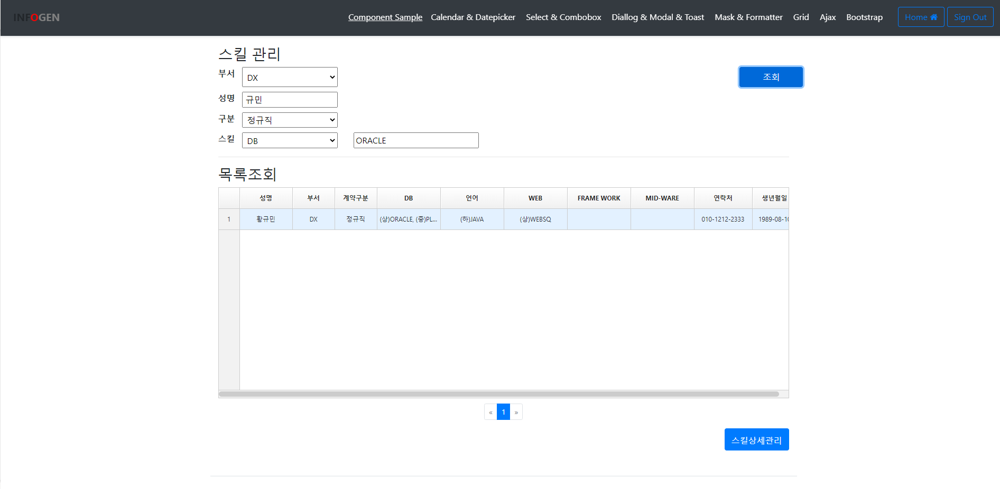 INFOGEN Component Sample Calendar & Datepicker Select & Combobox Diallog & Modal & Toast Mask & Formatter Grid Ajax Bootstrap Home Sign Out
스킬 관리
부서 DX 조회
성명 규민
구분 정규직
스킬 DB ORACLE
목록조회
성명 부서 계약구분 DB 언어 WEB FRAME WORK MID-WARE 연락처 생년월일
1 황규민 DX 정규직 (상)ORACLE, (중)PL... (하)JAVA (상)WEBSQ 010-1212-2333 1989-08-10
« 1 »
스킬상세관리